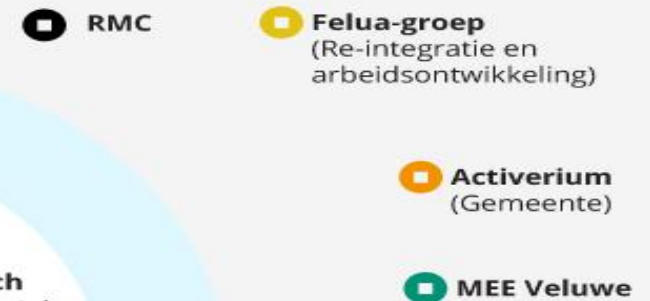 RMC
Felua-groep
(Re-integratie en
arbeidsontwikkeling)
Activerium
(Gemeente)
MEE Veluwe